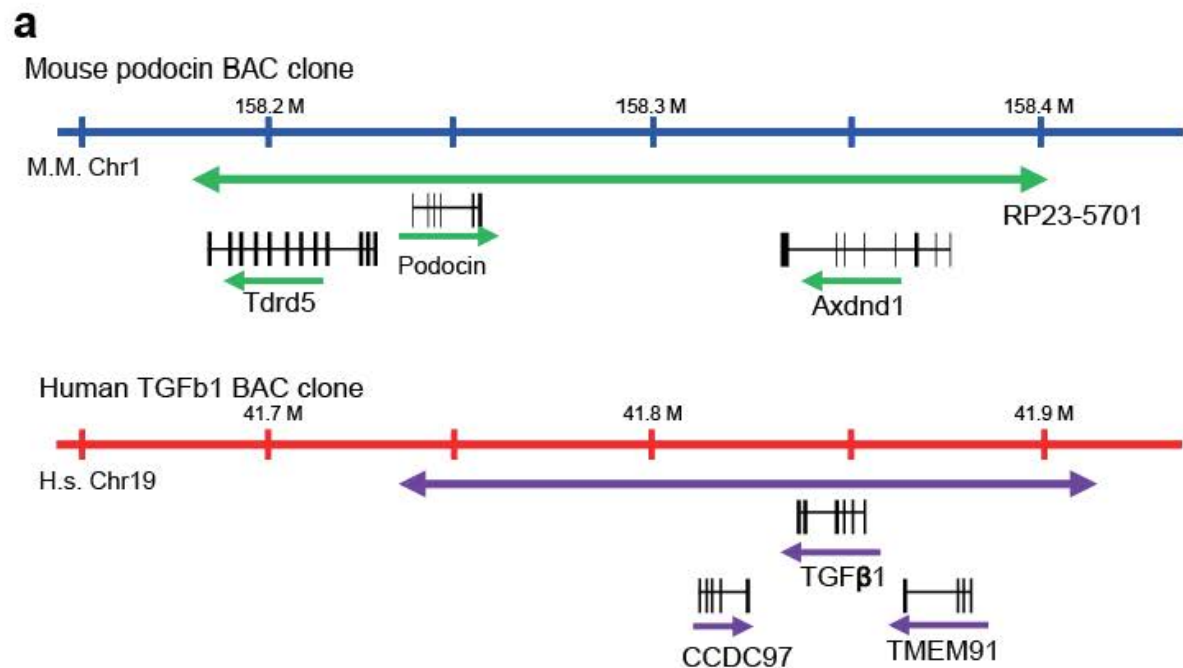 a
Mouse podocin BAC clone
158.2 M 158.3 M 158.4 M
M.M. Chr1
RP23-5701
Podocin
Tdrd5 Axdnd1
Human TGFb1 BAC clone
41.7 M 41.8 M 41.9 M
H.s. Chr19
TGFβ1
CCDC97 TMEM91